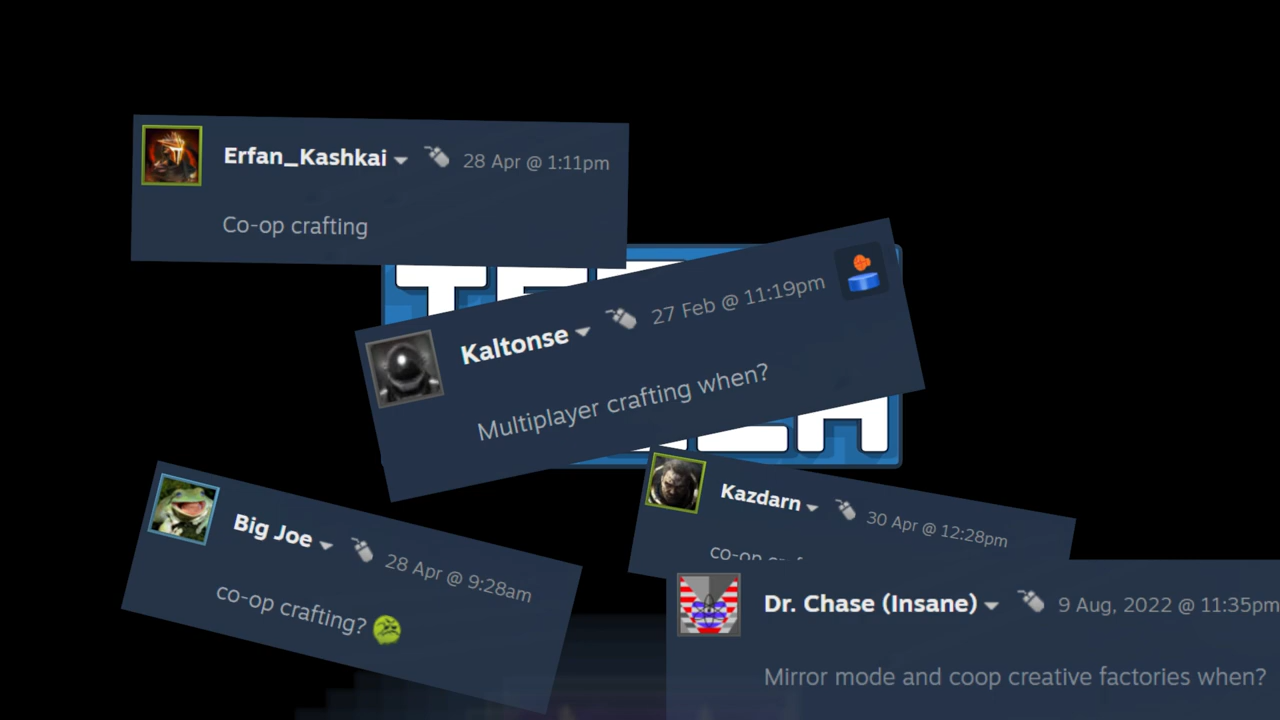 Erfan_Kashkai 28 Apr @ 1:11pm
Co-op crafting
Kaltonse 27 Feb @ 11:19pm
Multiplayer crafting when?
Big Joe 28 Apr @ 9:28am
co-op crafting?
Kazdarn 30 Apr @ 12:28pm
co-op
Dr. Chase (Insane) 9 Aug, 2022 @ 11:35pm
Mirror mode and coop creative factories when?